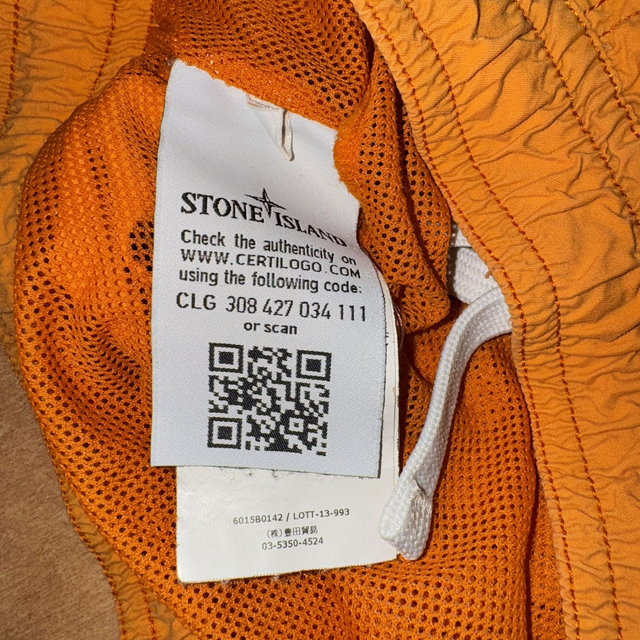 STONE ISLAND
Check the authenticity on
WWW.CERTILOGO.COM
using the following code:
CLG 308 427 034 111
or scan
6015B0142 / LOTT-13-993
(株)豊田貿易
03-5350-4524